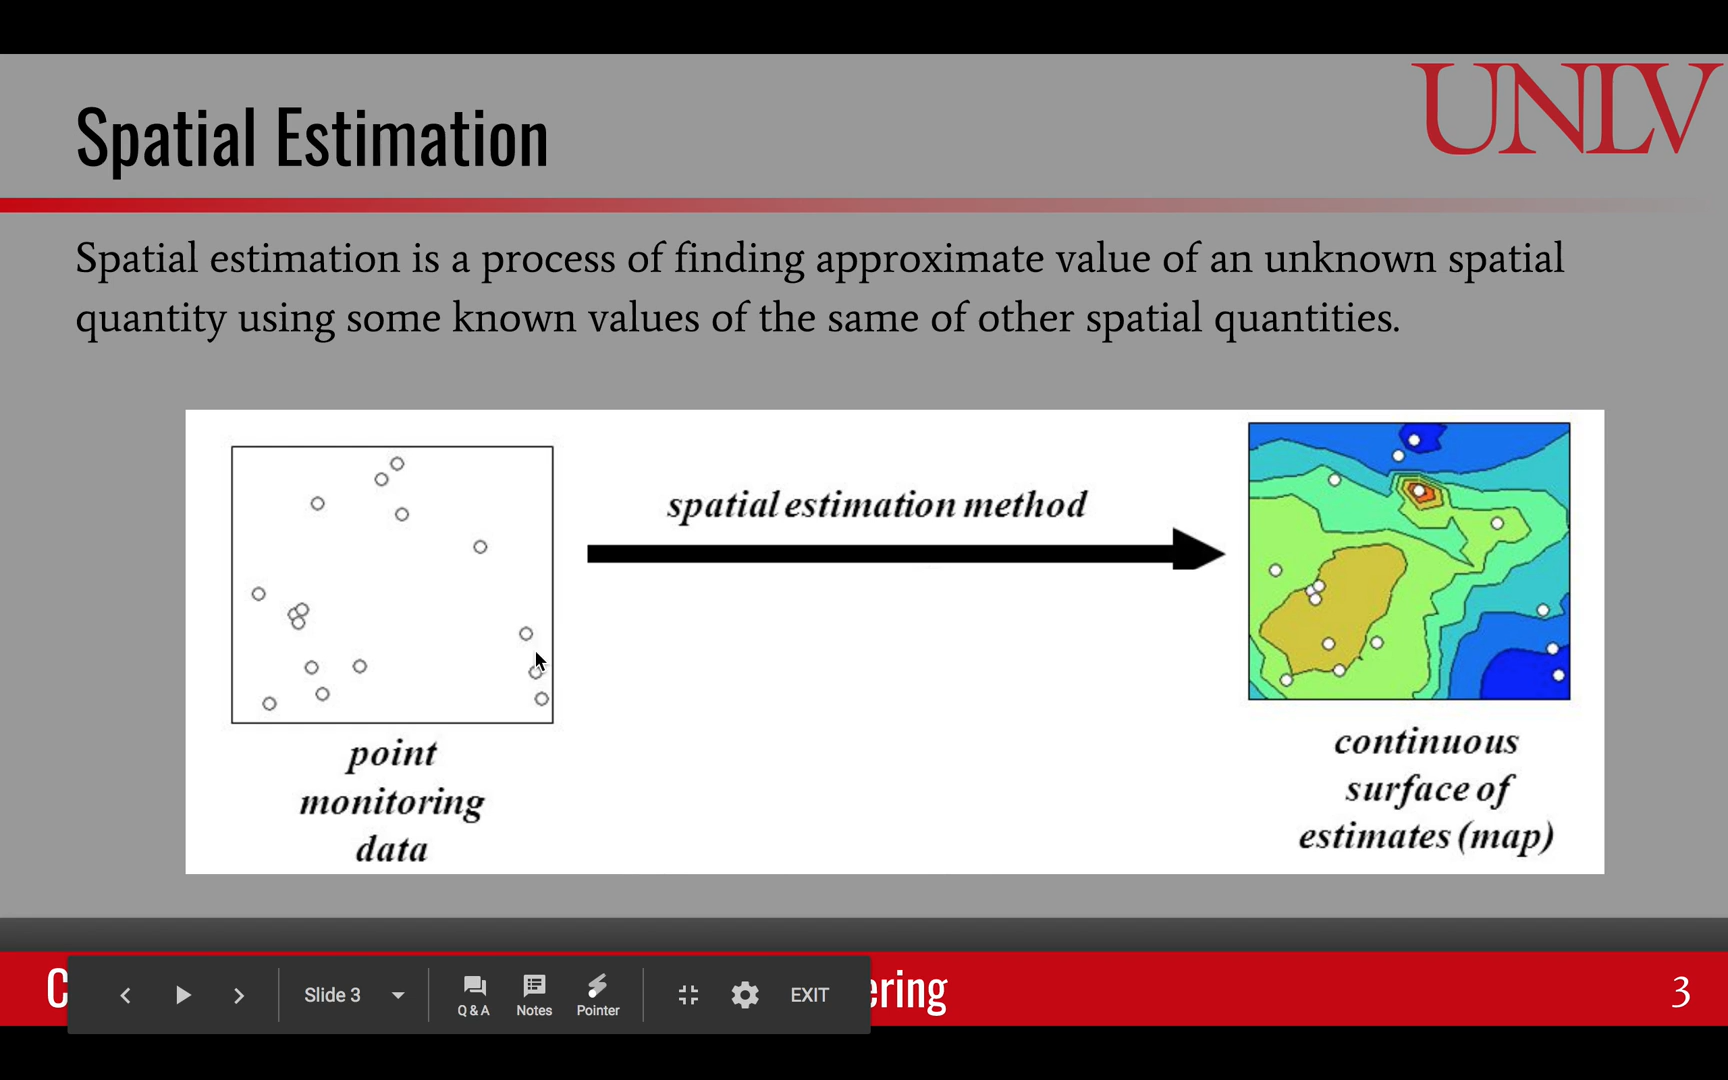 UNLV
Spatial Estimation
Spatial estimation is a process of finding approximate value of an unknown spatial
quantity using some known values of the same of other spatial quantities.
spatial estimation method
point
monitoring
data
continuous
surface of
estimates (map)
Slide 3
Q & A
Notes
Pointer
EXIT
3